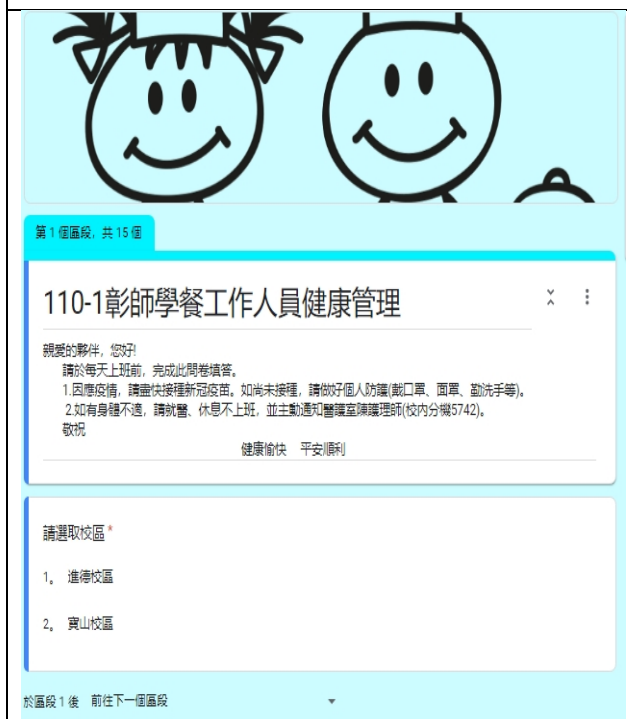 第 1 個區段，共 15 個
110-1彰師學餐工作人員健康管理
親愛的夥伴，您好!
請於每天上班前，完成此問卷填答。
1.因應疫情，請盡快接種新冠疫苗。如尚未接種，請做好個人防護(戴口罩、面罩、勤洗手等)。
2.如有身體不適，請就醫、休息不上班，並主動通知醫護室陳護理師(校內分機5742)。
敬祝
健康愉快　平安順利
請選取校區*
1。 進德校區
2。 寶山校區
於區段 1 後　前往下一個區段